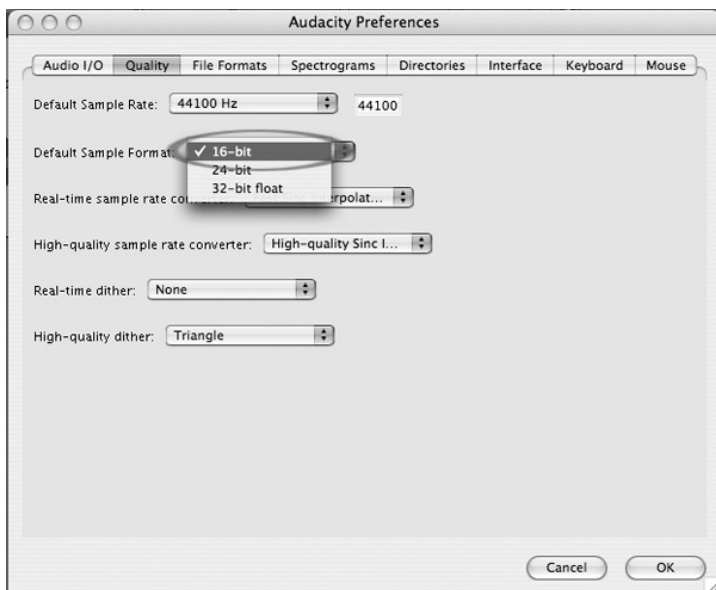 Audacity Preferences
Audio I/O Quality File Formats Spectrograms Directories Interface Keyboard Mouse
Default Sample Rate: 44100 Hz 44100
Default Sample Format: ✓ 16-bit
24-bit
32-bit float
Real-time sample rate
High-quality sample rate converter: High-quality Sinc I...
Real-time dither: None
High-quality dither: Triangle
Cancel OK